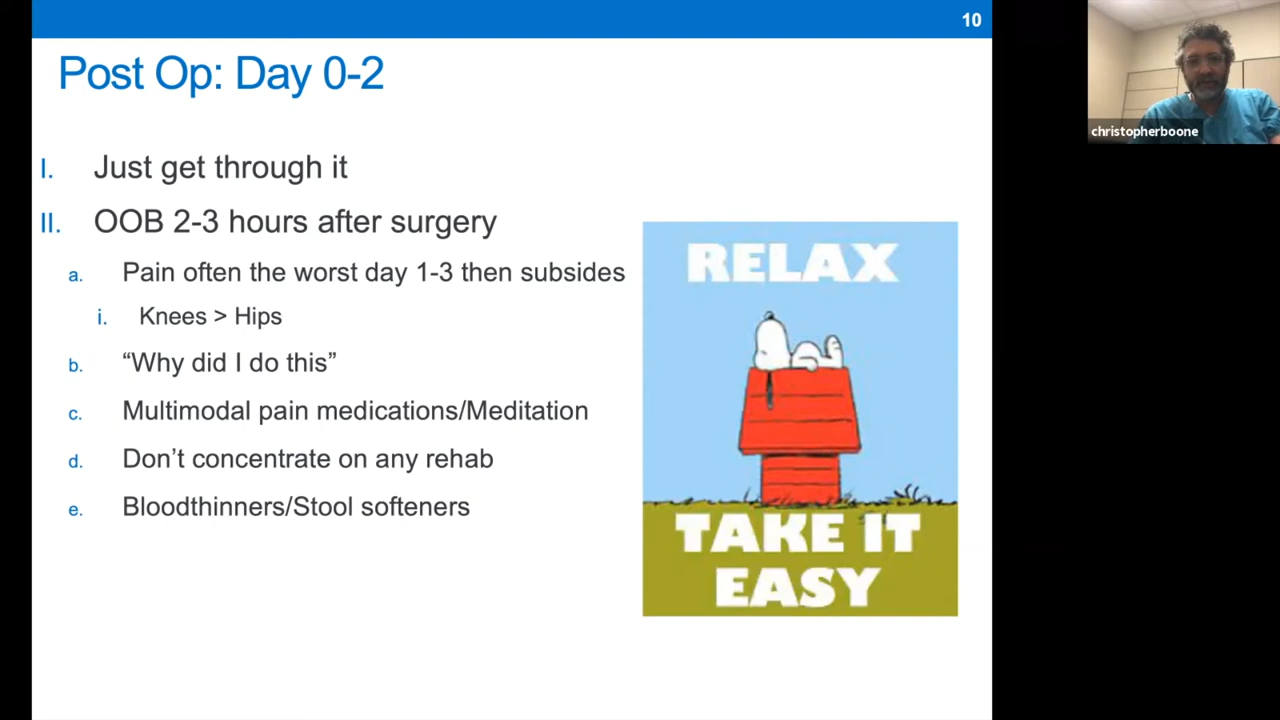 10
Post Op: Day 0-2
I. Just get through it
II. OOB 2-3 hours after surgery
a. Pain often the worst day 1-3 then subsides
i. Knees > Hips
b. “Why did I do this”
c. Multimodal pain medications/Meditation
d. Don’t concentrate on any rehab
e. Bloodthinners/Stool softeners
RELAX
TAKE IT
EASY
christopherboone